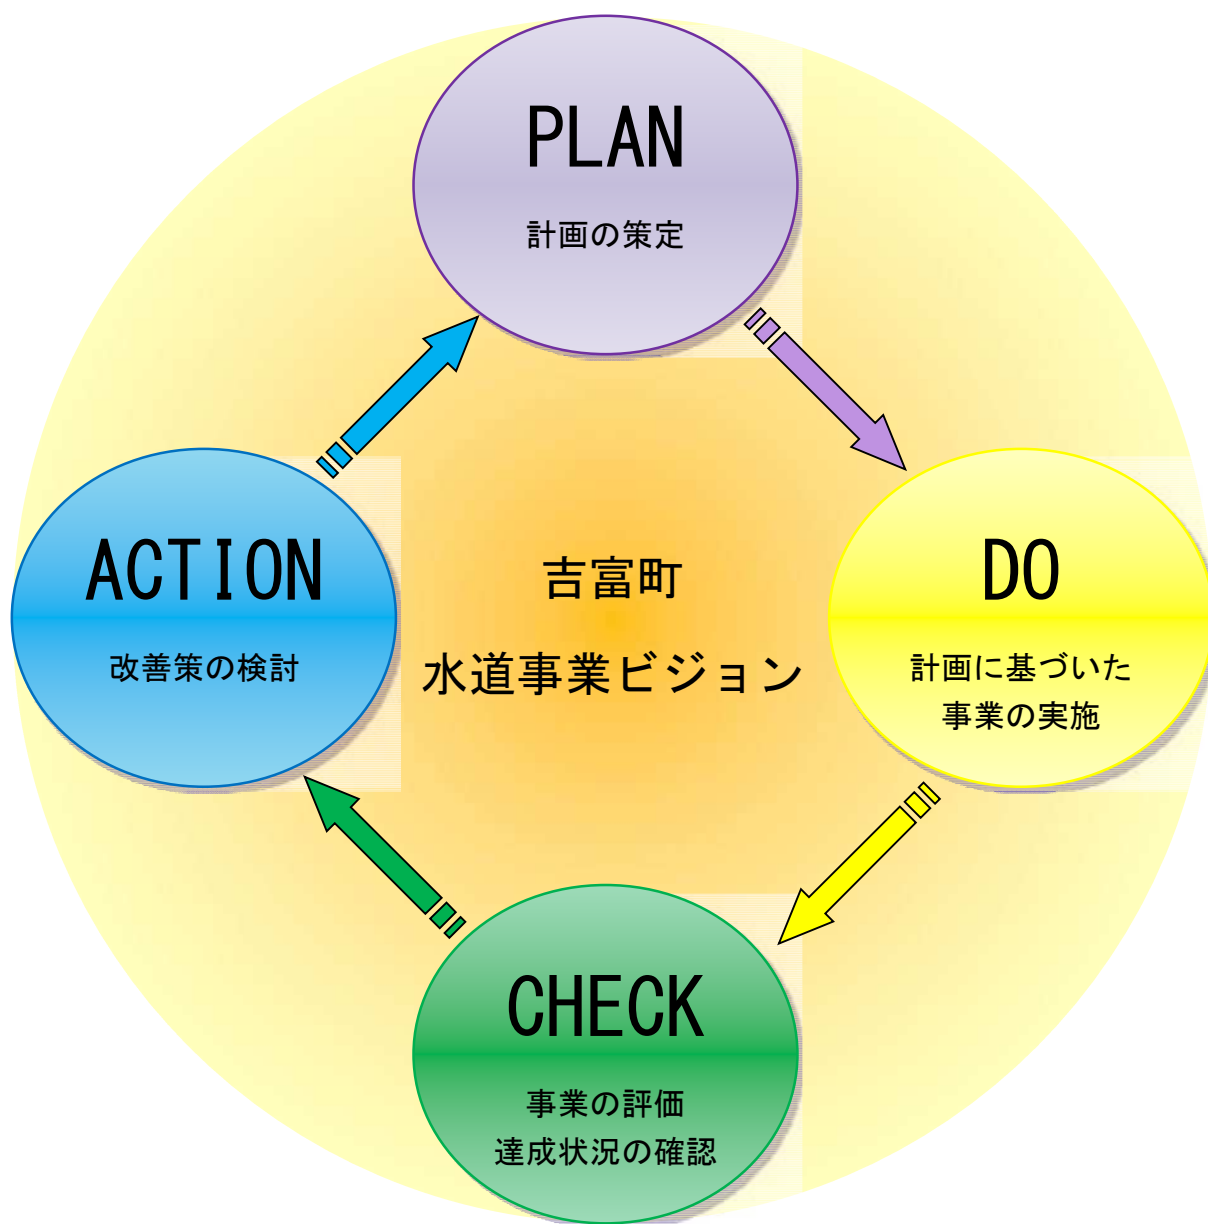 PLAN
計画の策定
ACTION
改善策の検討
吉富町
水道事業ビジョン
DO
計画に基づいた
事業の実施
CHECK
事業の評価
達成状況の確認